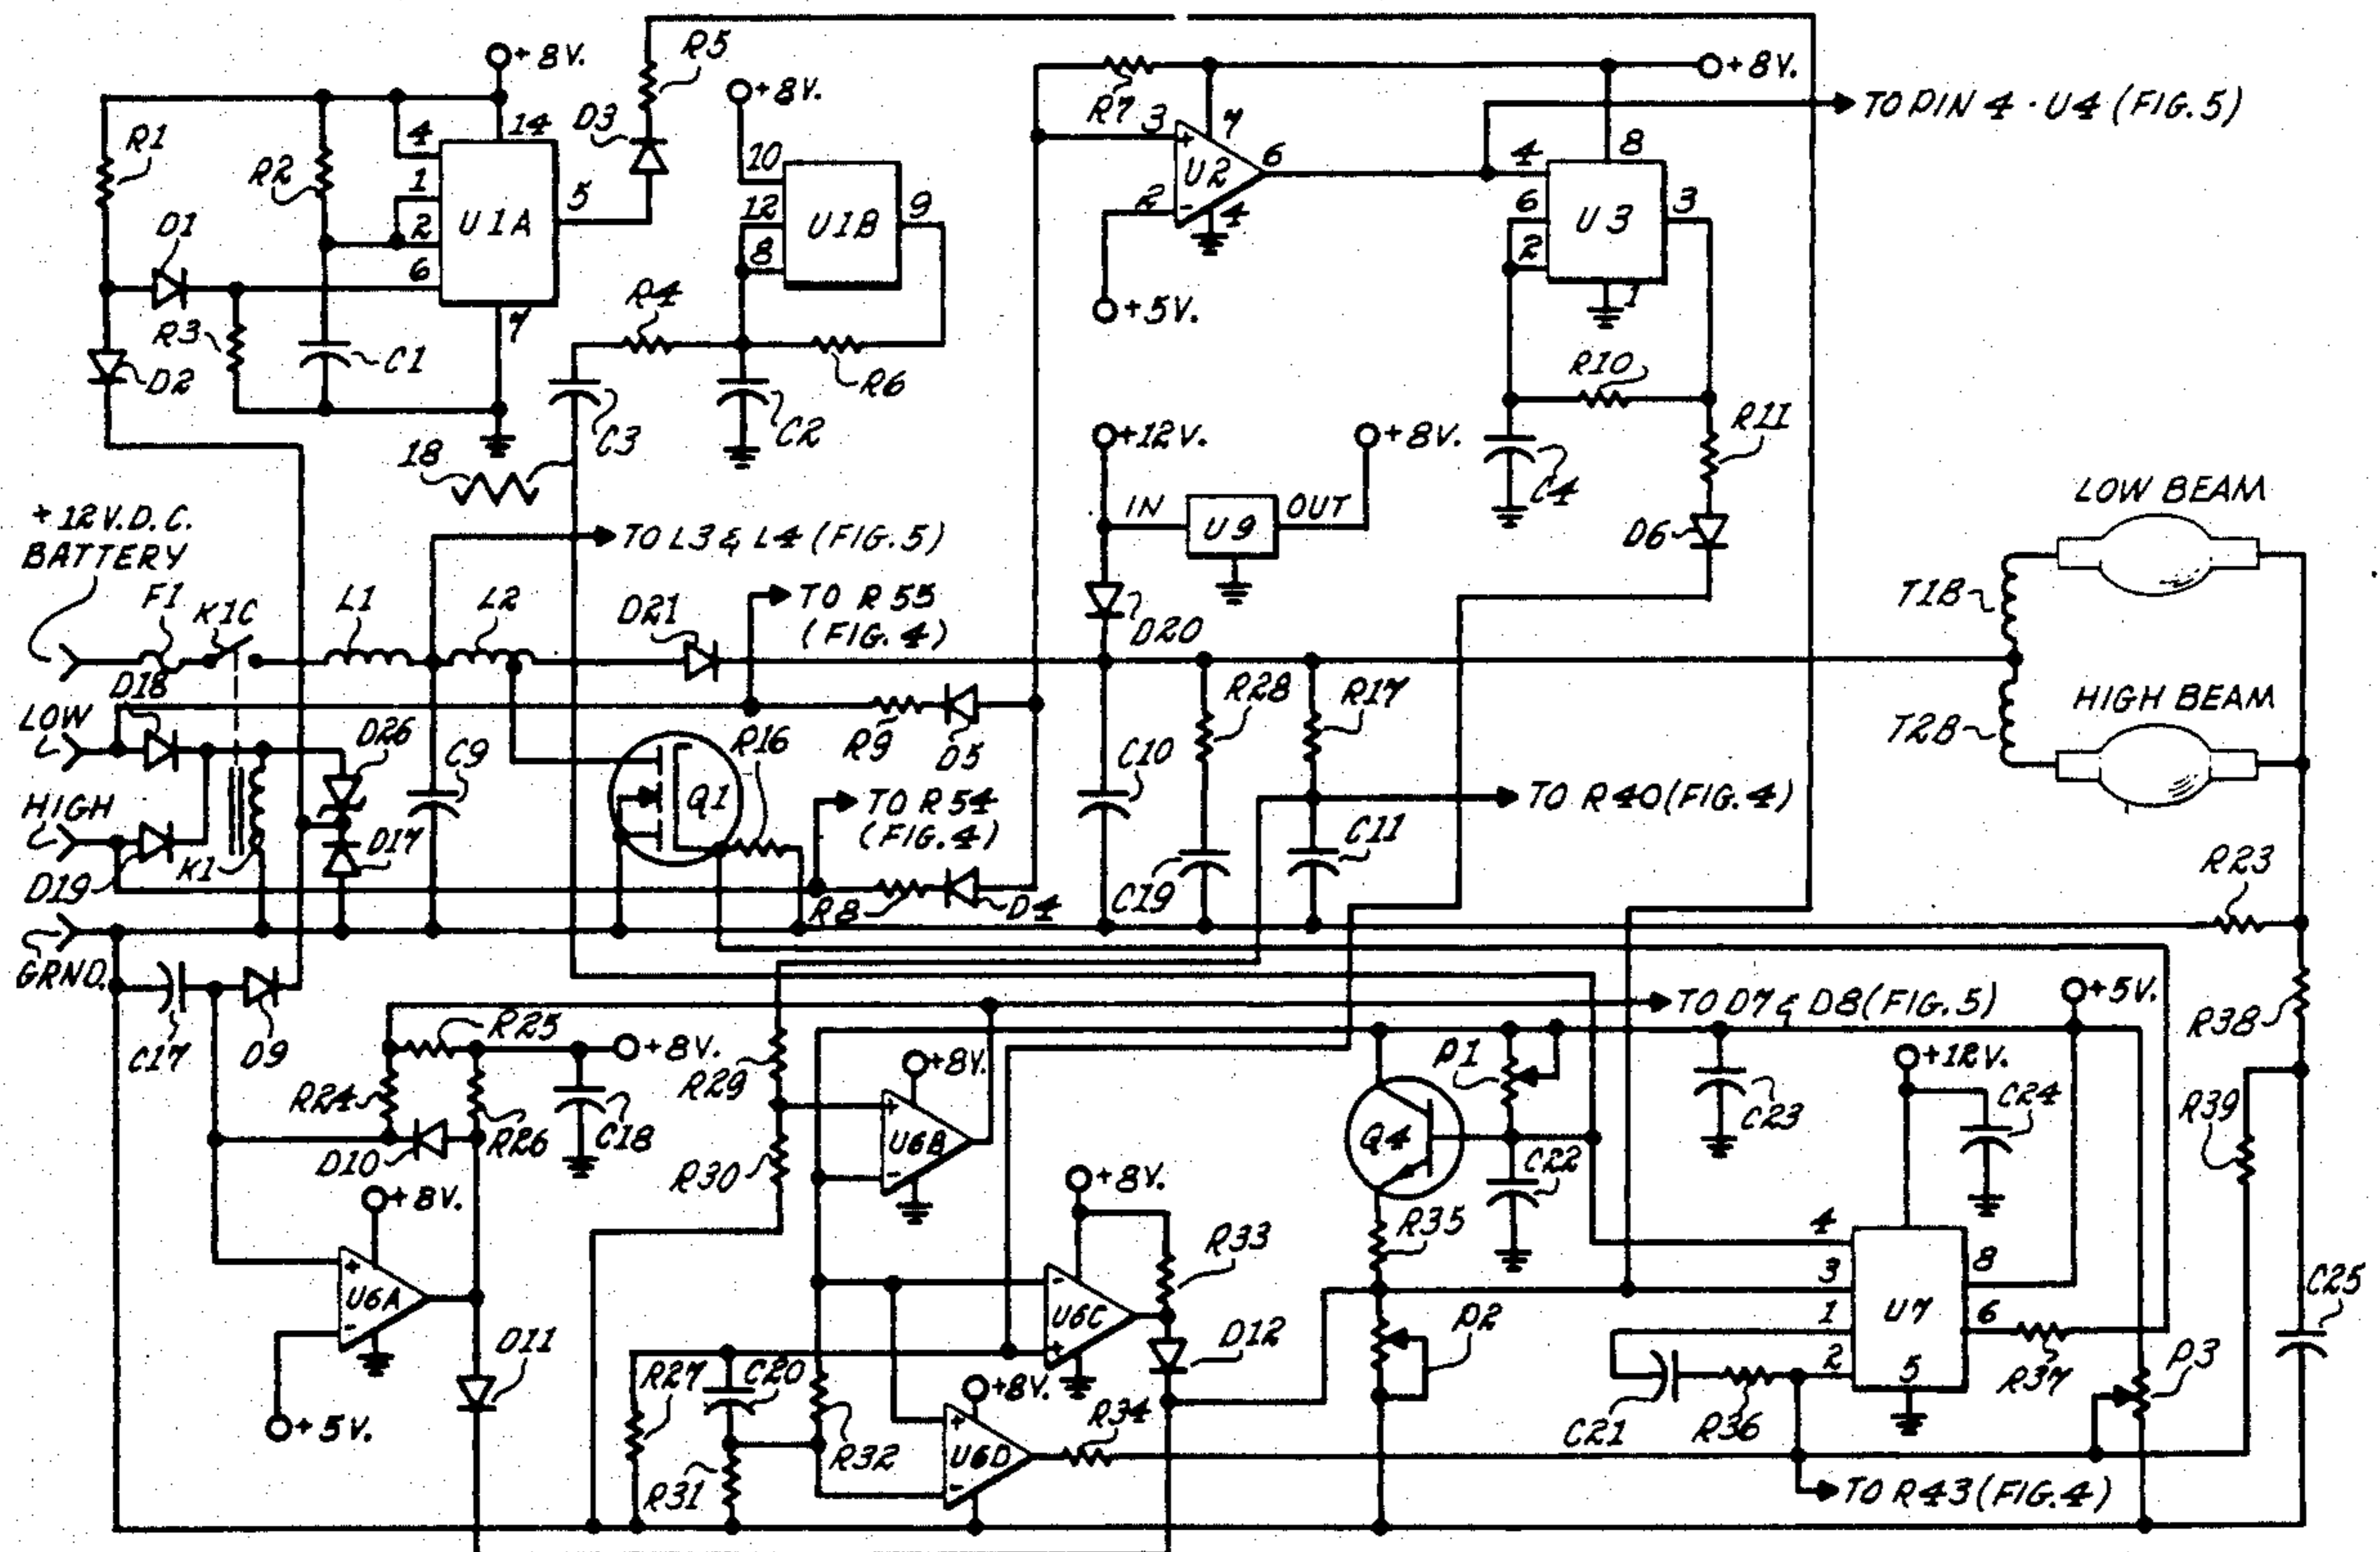 +8V.
R5
+8V.
R7
+8V.
TO PIN 4 - U4 (FIG. 5)
R1
R2
4
14
1
2
6
U1A
5
7
D3
10
12
8
U1B
9
3
2
U2
7
6
4
+5V.
4
6
2
U3
8
3
1
D1
D2
R3
C1
R4
R6
C3
C2
18
R10
R11
C4
D6
+12V.
+8V.
IN
U9
OUT
D20
LOW BEAM
T1B
HIGH BEAM
T2B
+12 V.D.C.
BATTERY
F1
K1C
L1
L2
TO L3 & L4 (FIG. 5)
D21
TO R55
(FIG. 4)
D18
LOW
HIGH
D19
K1
D26
D17
C9
Q1
R16
R9
D5
TO R54
(FIG. 4)
R8
D4
C10
R28
R17
C19
C11
TO R40 (FIG. 4)
R23
GRND.
C17
D9
R25
+8V.
R24
R26
C18
D10
+8V.
+
-
U6A
+5V.
D11
R29
R30
+8V.
+
-
U6B
TO D7 & D8 (FIG. 5)
+5V.
P1
Q4
C22
C23
+12V.
C24
R38
R39
R35
+8V.
R33
-
+
U6C
D12
P2
4
3
1
2
U7
8
6
5
R37
P3
C25
R27
C20
R31
R32
+8V.
+
-
U6D
R34
C21
R36
TO R43 (FIG. 4)